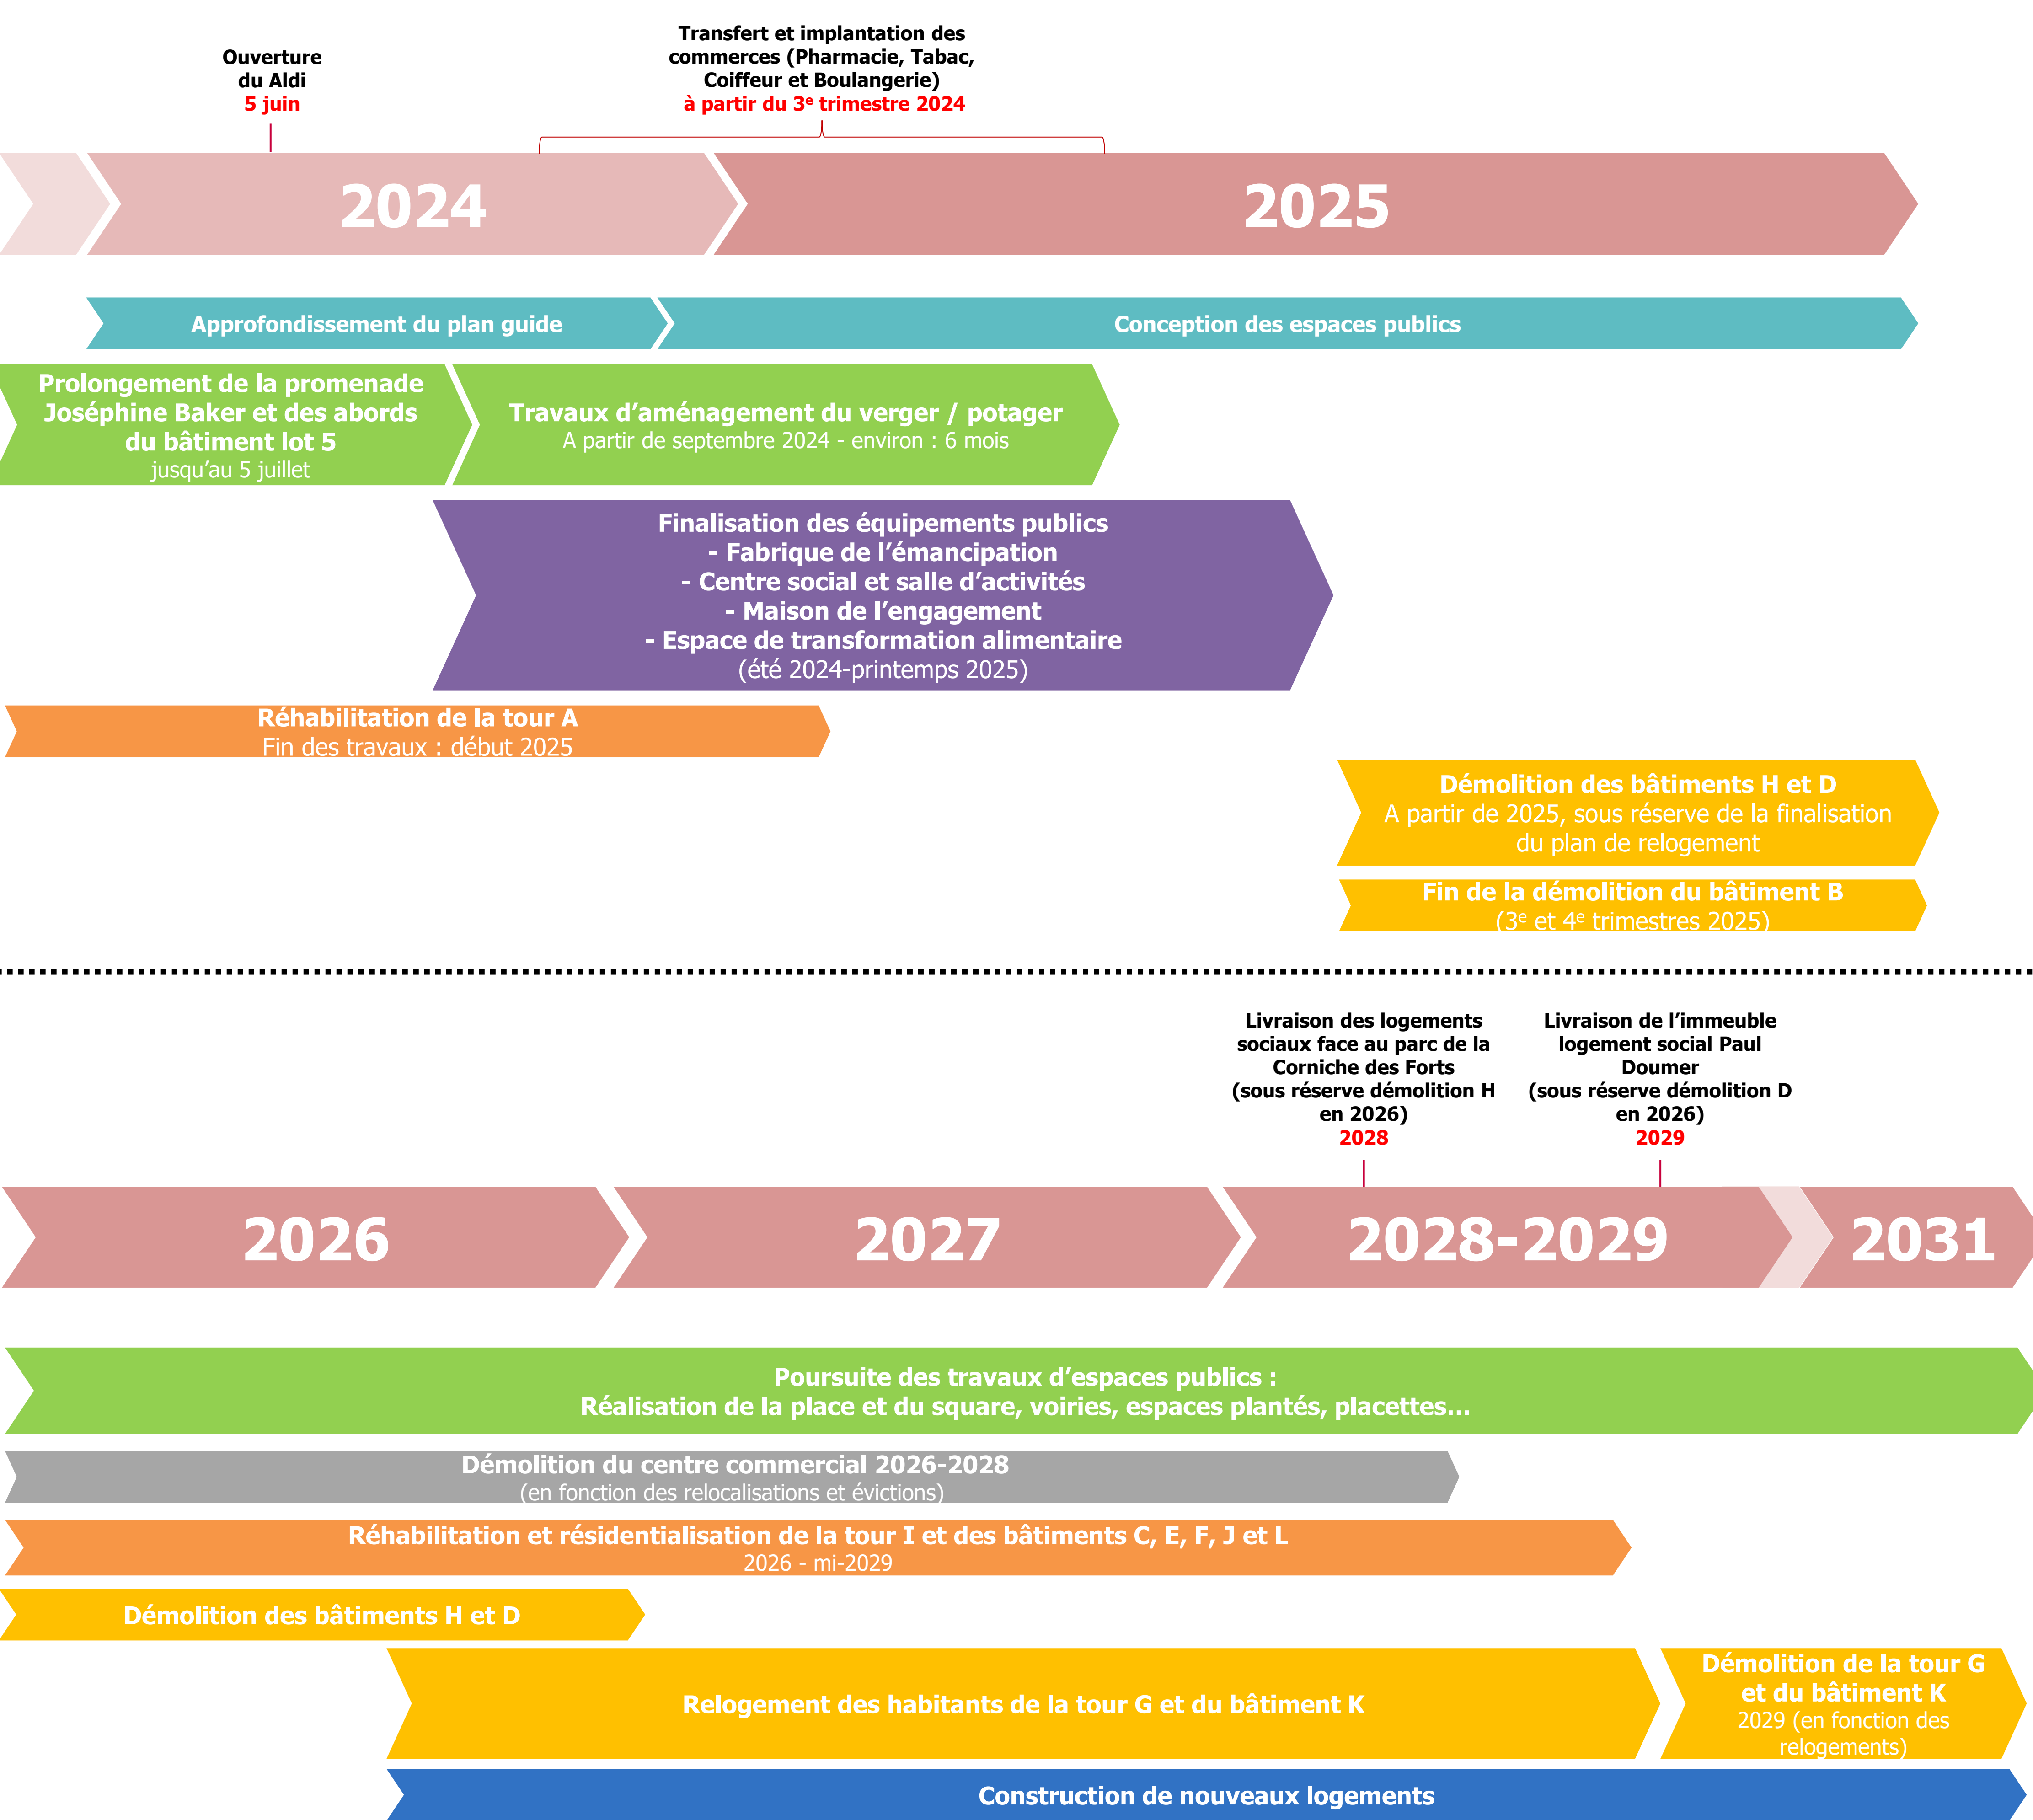 Ouverture
du Aldi
5 juin
Transfert et implantation des
commerces (Pharmacie, Tabac,
Coiffeur et Boulangerie)
à partir du 3e trimestre 2024
2024
2025
Approfondissement du plan guide
Conception des espaces publics
Prolongement de la promenade
Joséphine Baker et des abords
du bâtiment lot 5
jusqu’au 5 juillet
Travaux d’aménagement du verger / potager
A partir de septembre 2024 - environ : 6 mois
Finalisation des équipements publics
- Fabrique de l’émancipation
- Centre social et salle d’activités
- Maison de l’engagement
- Espace de transformation alimentaire
(été 2024-printemps 2025)
Réhabilitation de la tour A
Fin des travaux : début 2025
Démolition des bâtiments H et D
A partir de 2025, sous réserve de la finalisation
du plan de relogement
Fin de la démolition du bâtiment B
(3e et 4e trimestres 2025)
Livraison des logements
sociaux face au parc de la
Corniche des Forts
(sous réserve démolition H
en 2026)
2028
Livraison de l’immeuble
logement social Paul
Doumer
(sous réserve démolition D
en 2026)
2029
2026
2027
2028-2029
2031
Poursuite des travaux d’espaces publics :
Réalisation de la place et du square, voiries, espaces plantés, placettes...
Démolition du centre commercial 2026-2028
(en fonction des relocalisations et évictions)
Réhabilitation et résidentialisation de la tour I et des bâtiments C, E, F, J et L
2026 - mi-2029
Démolition des bâtiments H et D
Relogement des habitants de la tour G et du bâtiment K
Démolition de la tour G
et du bâtiment K
2029 (en fonction des
relogements)
Construction de nouveaux logements